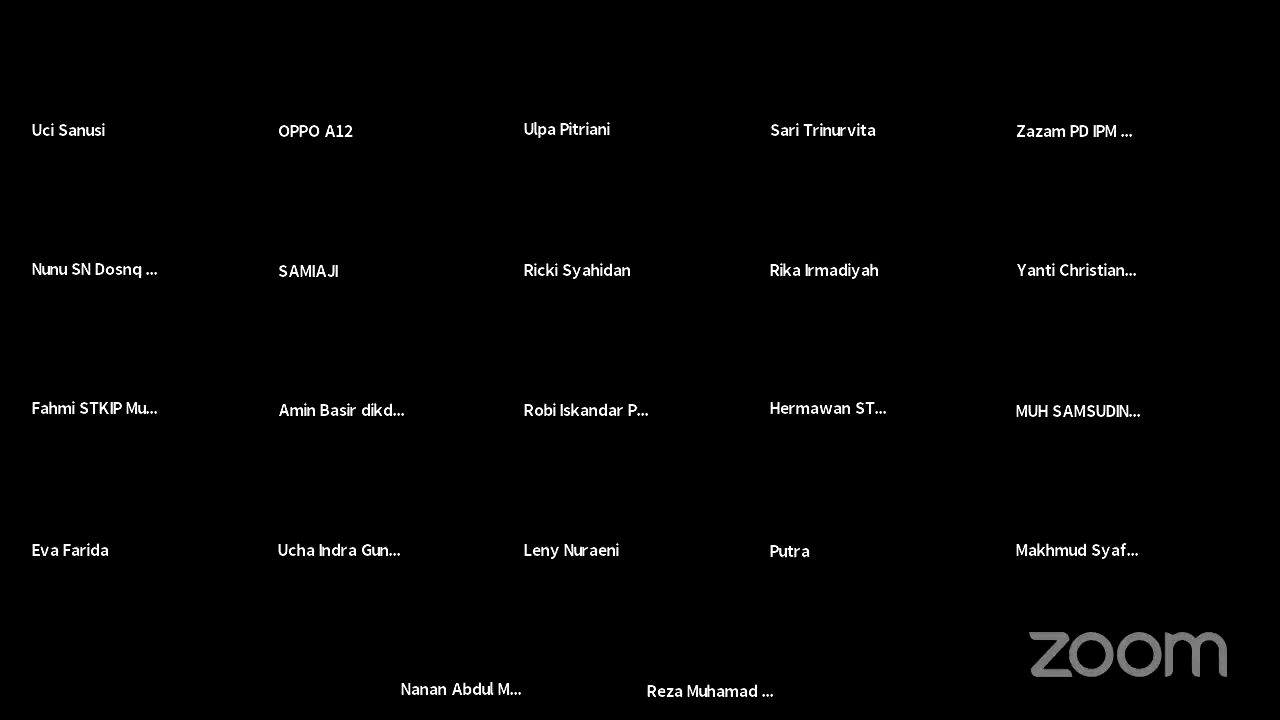 Uci Sanusi
OPPO A12
Ulpa Pitriani
Sari Trinurvita
Zazam PD IPM ...
Nunu SN Dosnq ...
SAMIAJI
Ricki Syahidan
Rika Irmadiyah
Yanti Christian...
Fahmi STKIP Mu...
Amin Basir dikd...
Robi Iskandar P...
Hermawan ST...
MUH SAMSUDIN...
Eva Farida
Ucha Indra Gun...
Leny Nuraeni
Putra
Makhmud Syaf...
Nanan Abdul M...
Reza Muhamad ...
zoom